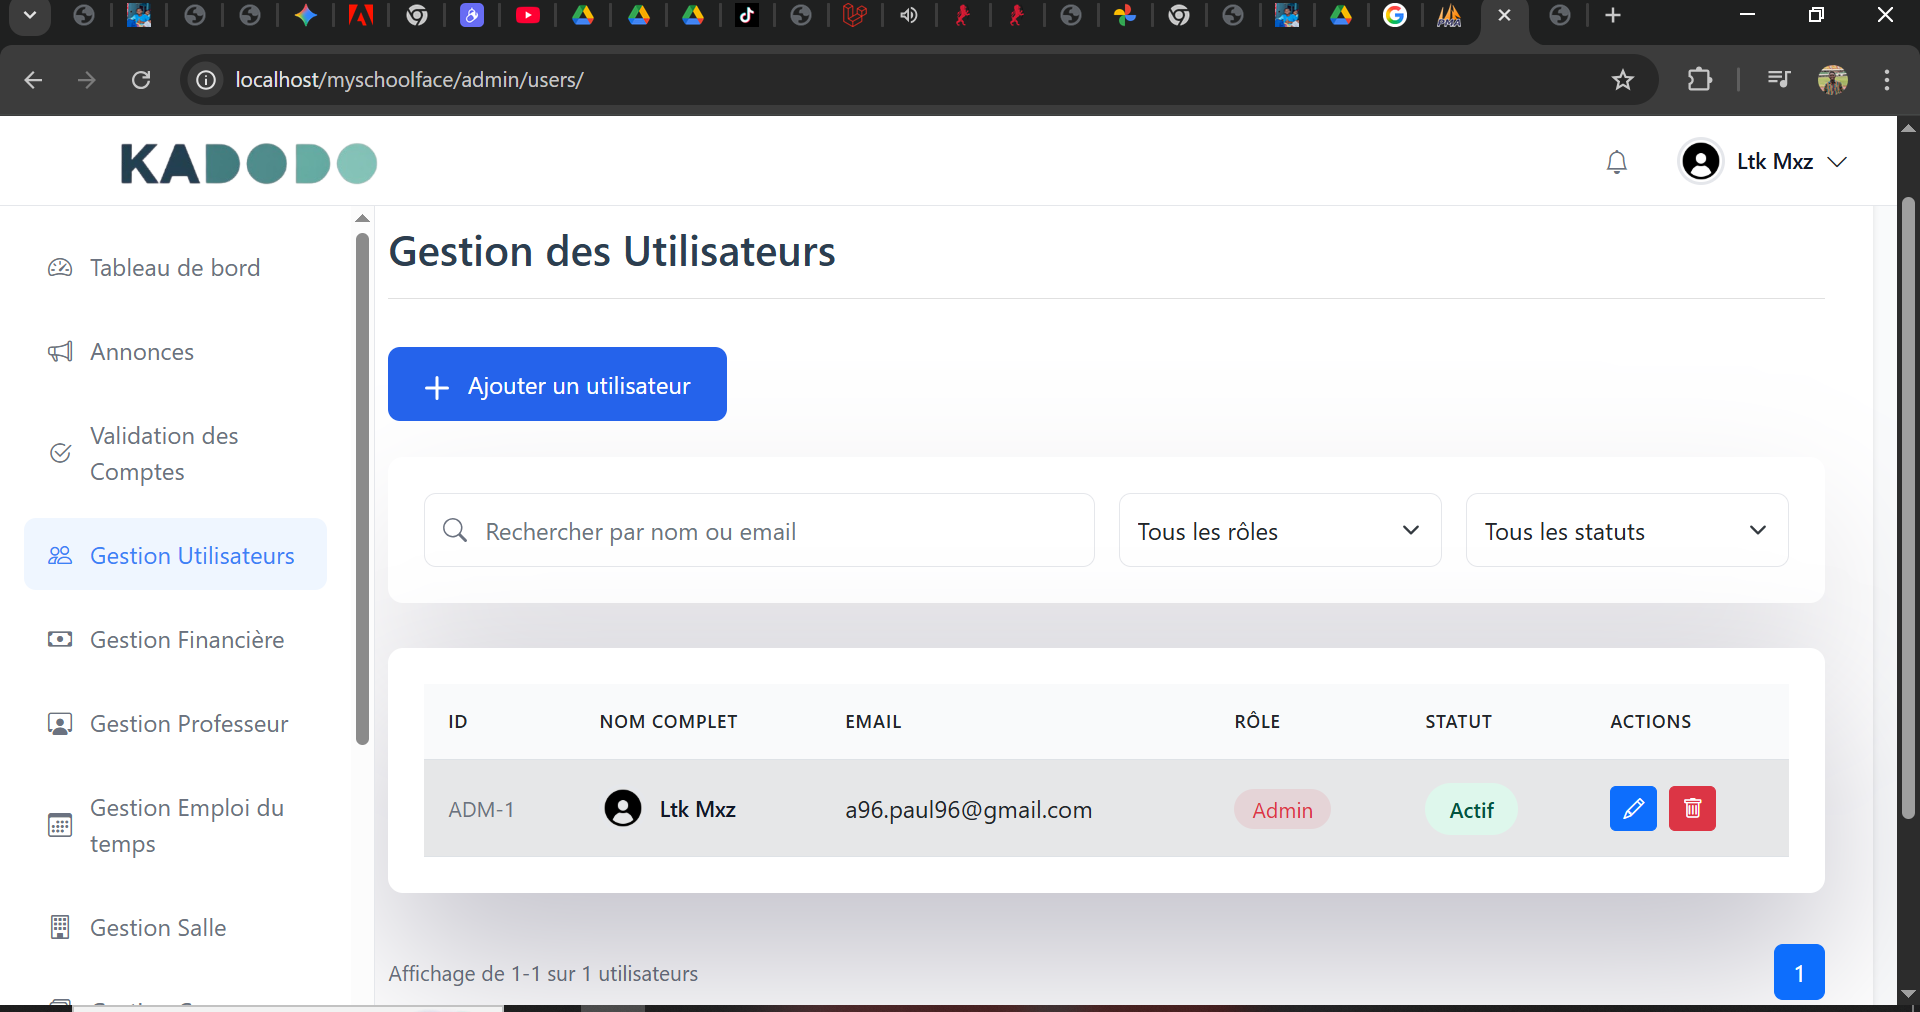 localhost/myschoolface/admin/users/
KADODO
Ltk Mxz
Tableau de bord
Annonces
Validation des
Comptes
Gestion Utilisateurs
Gestion Financière
Gestion Professeur
Gestion Emploi du
temps
Gestion Salle
Gestion des Utilisateurs
Ajouter un utilisateur
Rechercher par nom ou email
Tous les rôles
Tous les statuts
ID NOM COMPLET EMAIL RÔLE STATUT ACTIONS
ADM-1 Ltk Mxz a96.paul96@gmail.com Admin Actif
Affichage de 1-1 sur 1 utilisateurs
1